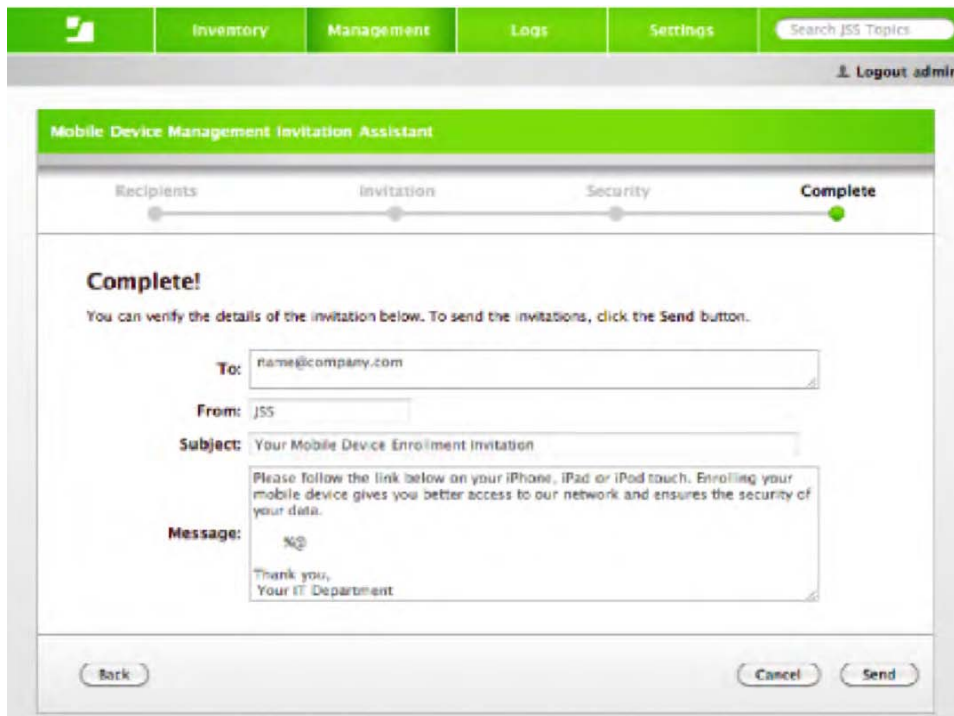 Inventory Management Logs Settings Search JSS Topics
Logout admin
Mobile Device Management Invitation Assistant
Recipients Invitation Security Complete
Complete!
You can verify the details of the invitation below. To send the invitations, click the Send button.
To: name@company.com
From: JSS
Subject: Your Mobile Device Enrollment Invitation
Please follow the link below on your iPhone, iPad or iPod touch. Enrolling your
mobile device gives you better access to our network and ensures the security of
your data.
Message:
%@
Thank you,
Your IT Department
Back Cancel Send